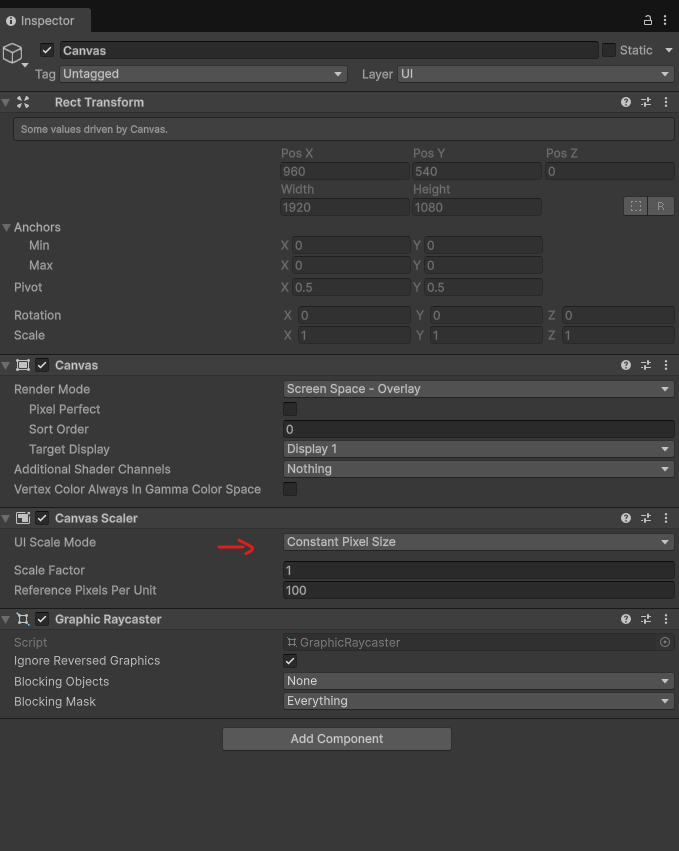 Inspector
Canvas Static
Tag Untagged Layer UI
Rect Transform
Some values driven by Canvas.
Pos X Pos Y Pos Z
960 540 0
Width Height
1920 1080 R
Anchors
Min X 0 Y 0
Max X 0 Y 0
Pivot X 0.5 Y 0.5
Rotation X 0 Y 0 Z 0
Scale X 1 Y 1 Z 1
Canvas
Render Mode Screen Space - Overlay
Pixel Perfect
Sort Order 0
Target Display Display 1
Additional Shader Channels Nothing
Vertex Color Always In Gamma Color Space
Canvas Scaler
UI Scale Mode Constant Pixel Size
Scale Factor 1
Reference Pixels Per Unit 100
Graphic Raycaster
Script GraphicRaycaster
Ignore Reversed Graphics
Blocking Objects None
Blocking Mask Everything
Add Component